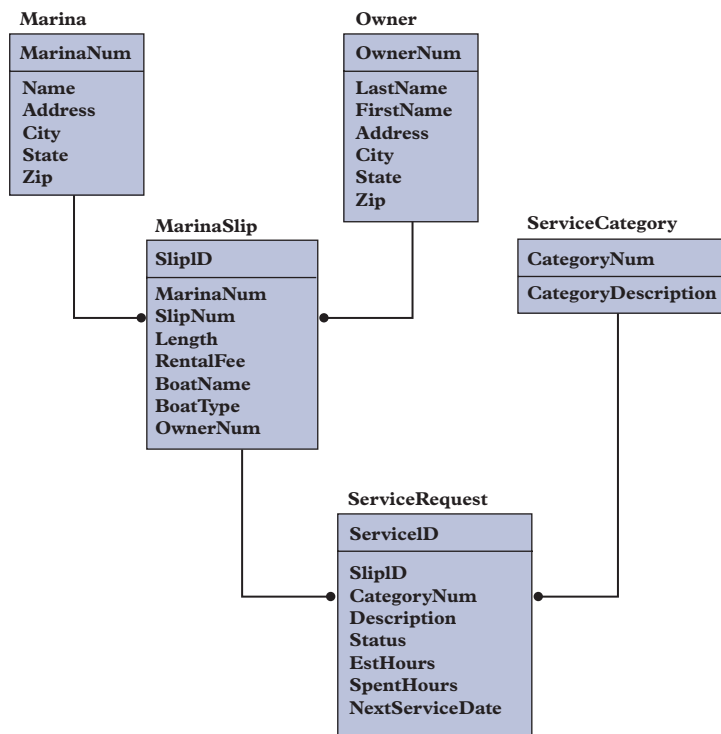 Marina
MarinaNum
Name
Address
City
State
Zip
Owner
OwnerNum
LastName
FirstName
Address
City
State
Zip
MarinaSlip
SlipID
MarinaNum
SlipNum
Length
RentalFee
BoatName
BoatType
OwnerNum
ServiceCategory
CategoryNum
CategoryDescription
ServiceRequest
ServiceID
SlipID
CategoryNum
Description
Status
EstHours
SpentHours
NextServiceDate